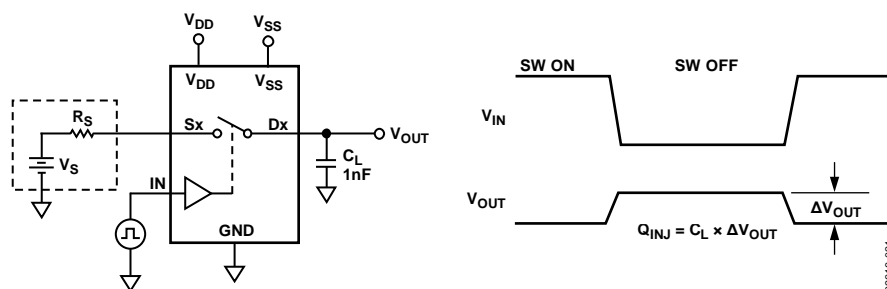 VDD
VSS
VDD
VSS
RS
Sx
Dx
VOUT
VS
CL
1nF
IN
GND
SW ON
SW OFF
VIN
VOUT
ΔVOUT
QINJ = CL × ΔVOUT